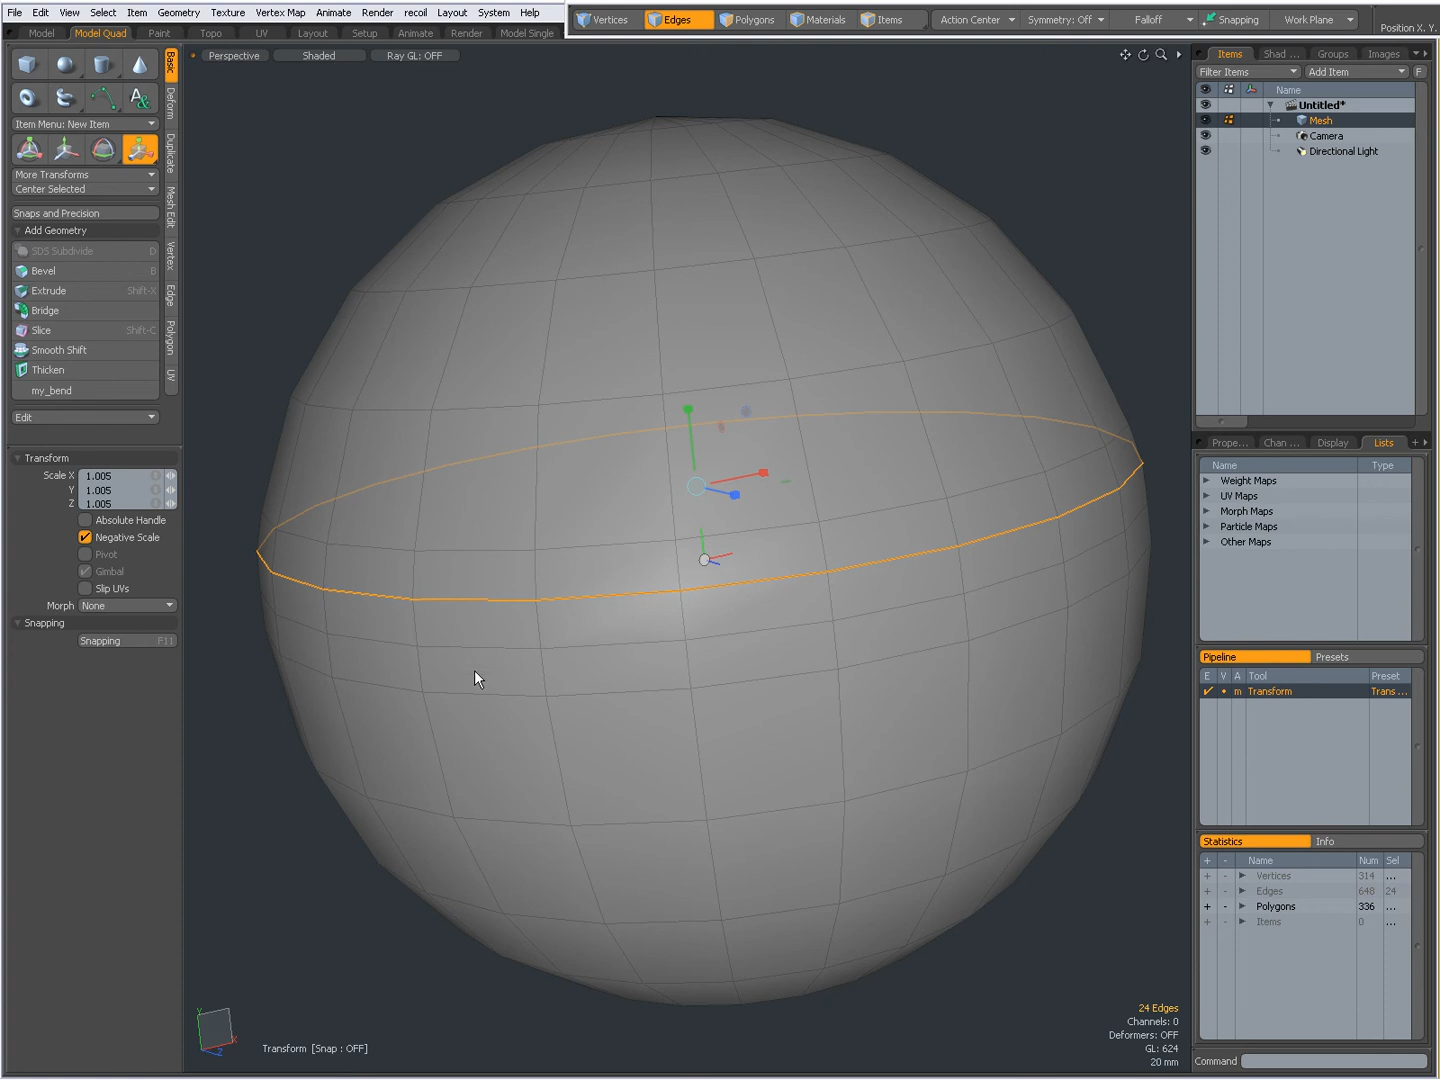 File Edit View Select Item Geometry Texture Vertex Map Animate Render recoil Layout System Help
Vertices Edges Polygons Materials Items Action Center Symmetry: Off Falloff Snapping Work Plane Position X, Y,
Model Model Quad Paint Topo UV Layout Setup Animate Render Model Single
Perspective Shaded Ray GL: OFF
Basic
Deform
Duplicate
Mesh Edit
Vertex
Edge
Polygon
UV
Item Menu: New Item
More Transforms
Center Selected
Snaps and Precision
Add Geometry
SDS Subdivide D
Bevel B
Extrude Shift-X
Bridge
Slice Shift-C
Smooth Shift
Thicken
my_bend
Edit
Transform
Scale X 1.005
Y 1.005
Z 1.005
Absolute Handle
Negative Scale
Pivot
Gimbal
Slip UVs
Morph None
Snapping
Snapping F11
24 Edges
Channels: 0
Deformers: OFF
GL: 624
20 mm
Transform [Snap : OFF]
Y
X
Z
Items Shad ... Groups Images
Filter Items Add Item F
Name
Untitled*
Mesh
Camera
Directional Light
Prope... Chan ... Display Lists +
Name Type
Weight Maps
UV Maps
Morph Maps
Particle Maps
Other Maps
Pipeline Presets
E V A Tool Preset
m Transform Trans ...
Statistics Info
+ - Name Num Sel
+ - Vertices 314 ...
+ - Edges 648 24
+ - Polygons 336 ...
+ - Items 0 ...
Command